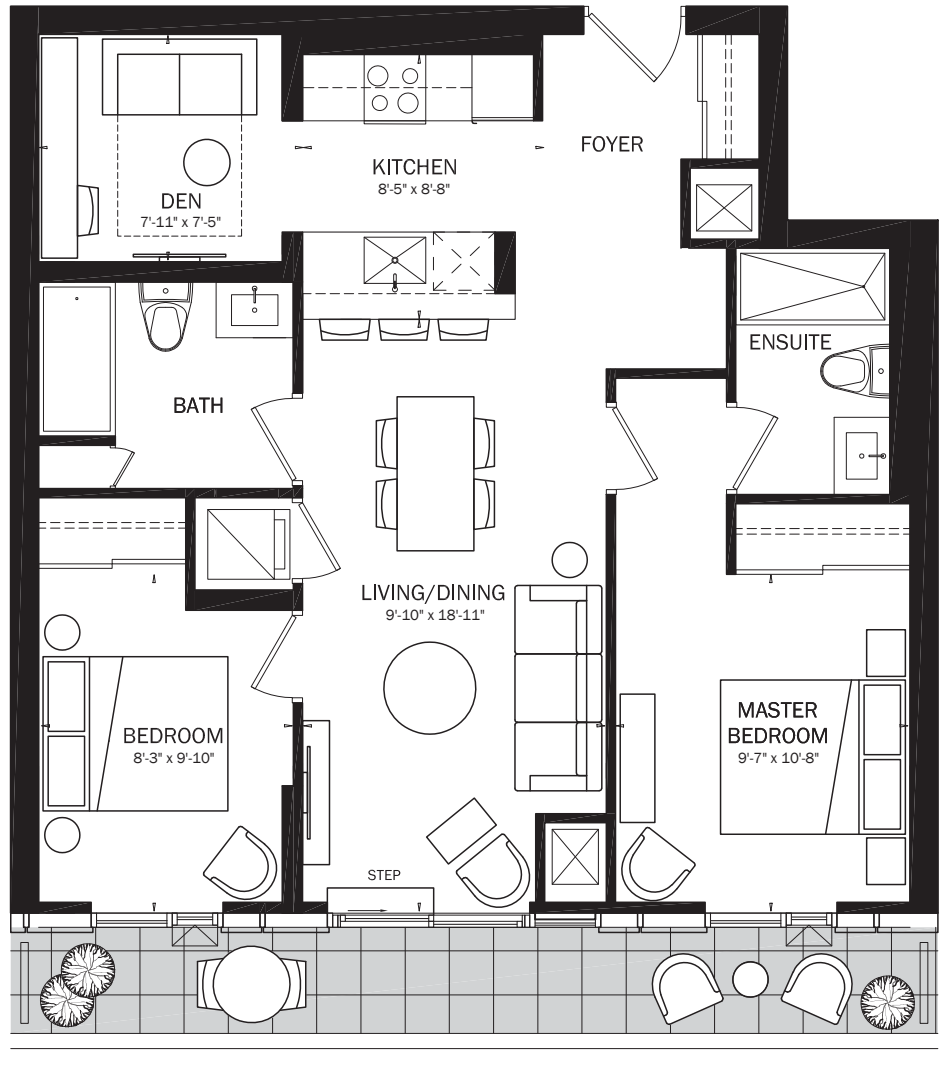 FOYER
KITCHEN
8'-5" x 8'-8"
DEN
7'-11" x 7'-5"
ENSUITE
BATH
LIVING/DINING
9'-10" x 18'-11"
BEDROOM
8'-3" x 9'-10"
MASTER
BEDROOM
9'-7" x 10'-8"
STEP